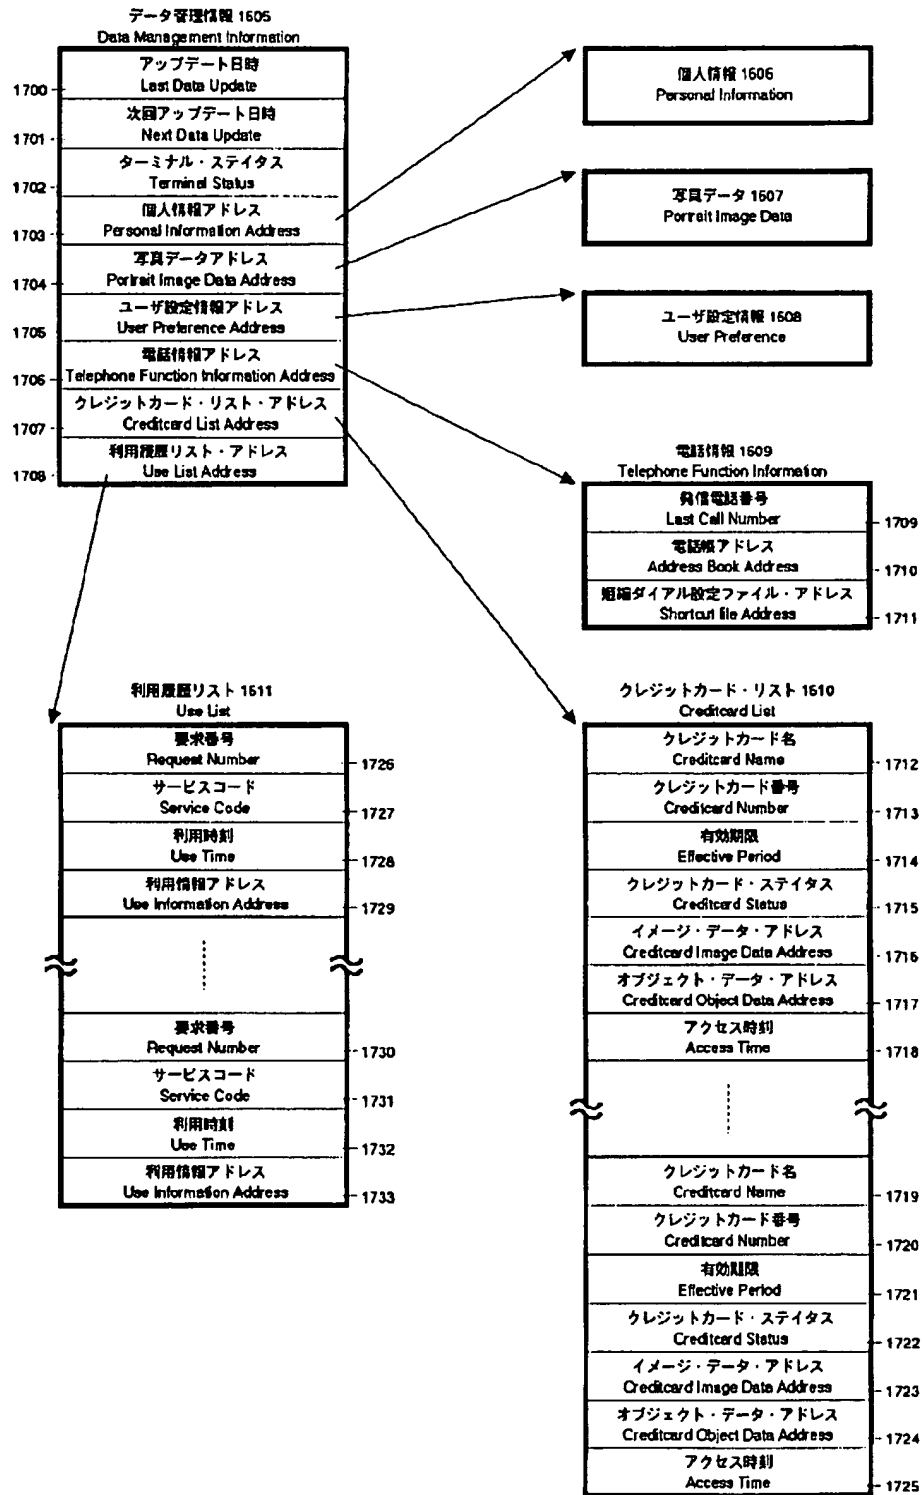 データ管理情報 1605
Data Management Information
アップデート日時
Last Data Update
1700
次回アップデート日時
Next Data Update
1701
ターミナル・ステイタス
Terminal Status
1702
個人情報アドレス
Personal Information Address
1703
写真データアドレス
Portrait Image Data Address
1704
ユーザ設定情報アドレス
User Preference Address
1705
電話情報アドレス
Telephone Function Information Address
1706
クレジットカード・リスト・アドレス
Creditcard List Address
1707
利用履歴リスト・アドレス
Use List Address
1708
個人情報 1606
Personal Information
写真データ 1607
Portrait Image Data
ユーザ設定情報 1608
User Preference
電話情報 1609
Telephone Function Information
発信電話番号
Last Call Number
1709
電話帳アドレス
Address Book Address
1710
短縮ダイアル設定ファイル・アドレス
Shortcut file Address
1711
利用履歴リスト 1611
Use List
要求番号
Request Number
1726
サービスコード
Service Code
1727
利用時刻
Use Time
1728
利用情報アドレス
Use Information Address
1729
要求番号
Request Number
1730
サービスコード
Service Code
1731
利用時刻
Use Time
1732
利用情報アドレス
Use Information Address
1733
クレジットカード・リスト 1610
Creditcard List
クレジットカード名
Creditcard Name
1712
クレジットカード番号
Creditcard Number
1713
有効期限
Effective Period
1714
クレジットカード・ステイタス
Creditcard Status
1715
イメージ・データ・アドレス
Creditcard Image Data Address
1716
オブジェクト・データ・アドレス
Creditcard Object Data Address
1717
アクセス時刻
Access Time
1718
クレジットカード名
Creditcard Name
1719
クレジットカード番号
Creditcard Number
1720
有効期限
Effective Period
1721
クレジットカード・ステイタス
Creditcard Status
1722
イメージ・データ・アドレス
Creditcard Image Data Address
1723
オブジェクト・データ・アドレス
Creditcard Object Data Address
1724
アクセス時刻
Access Time
1725